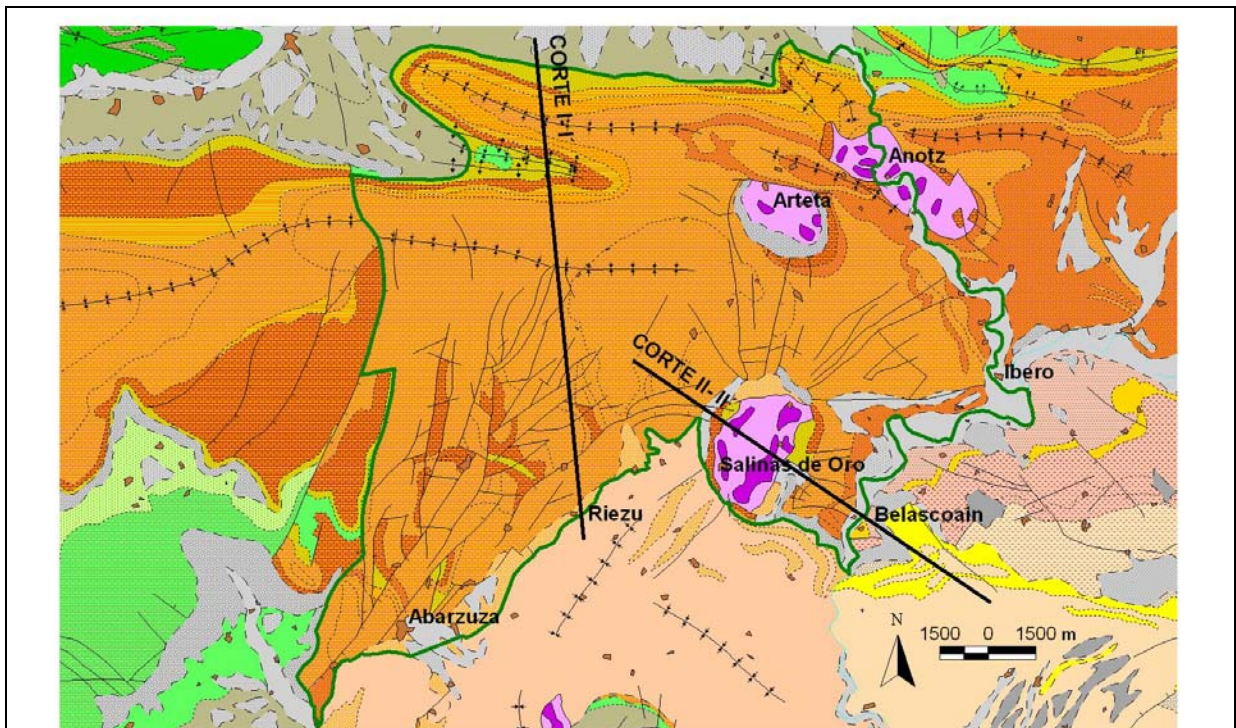 CORTE I-I
Anotz
Arteta
Ibero
CORTE II-II
Salinas de Oro
Riezu
Belascoain
Abarzuza
N
1500 0 1500 m